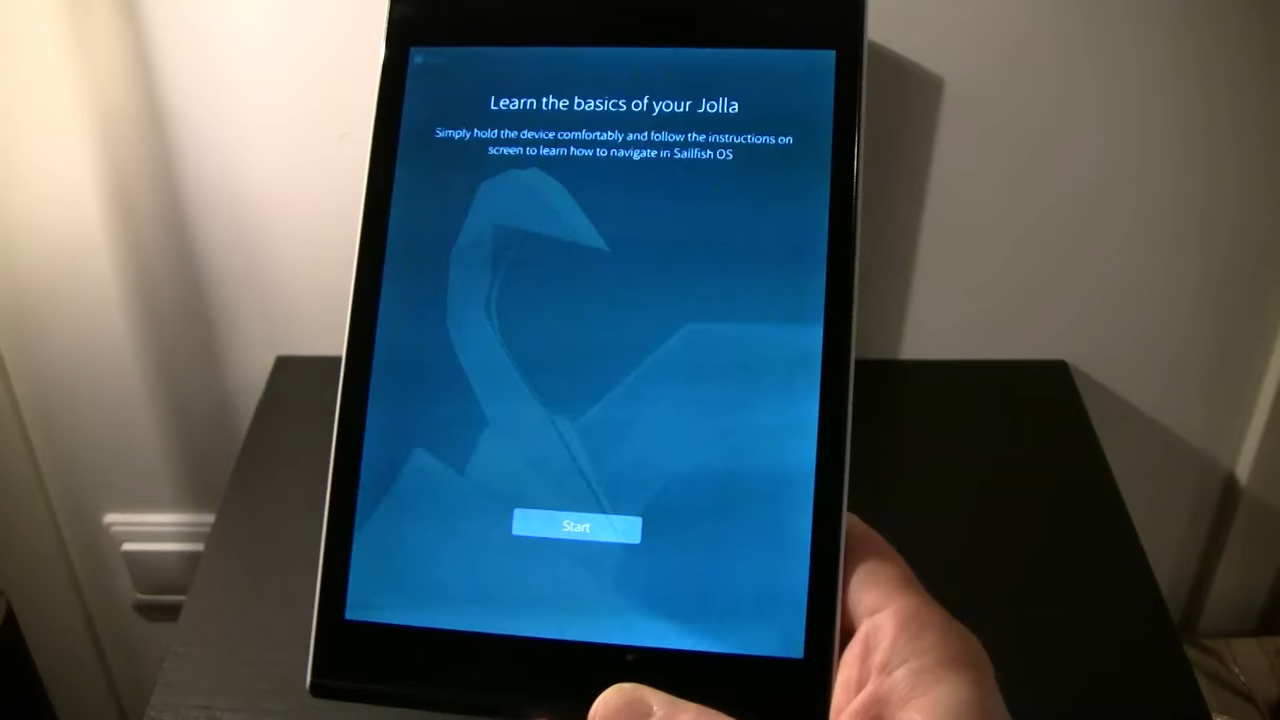 Learn the basics of your Jolla
Simply hold the device comfortably and follow the instructions on
screen to learn how to navigate in Sailfish OS
Start